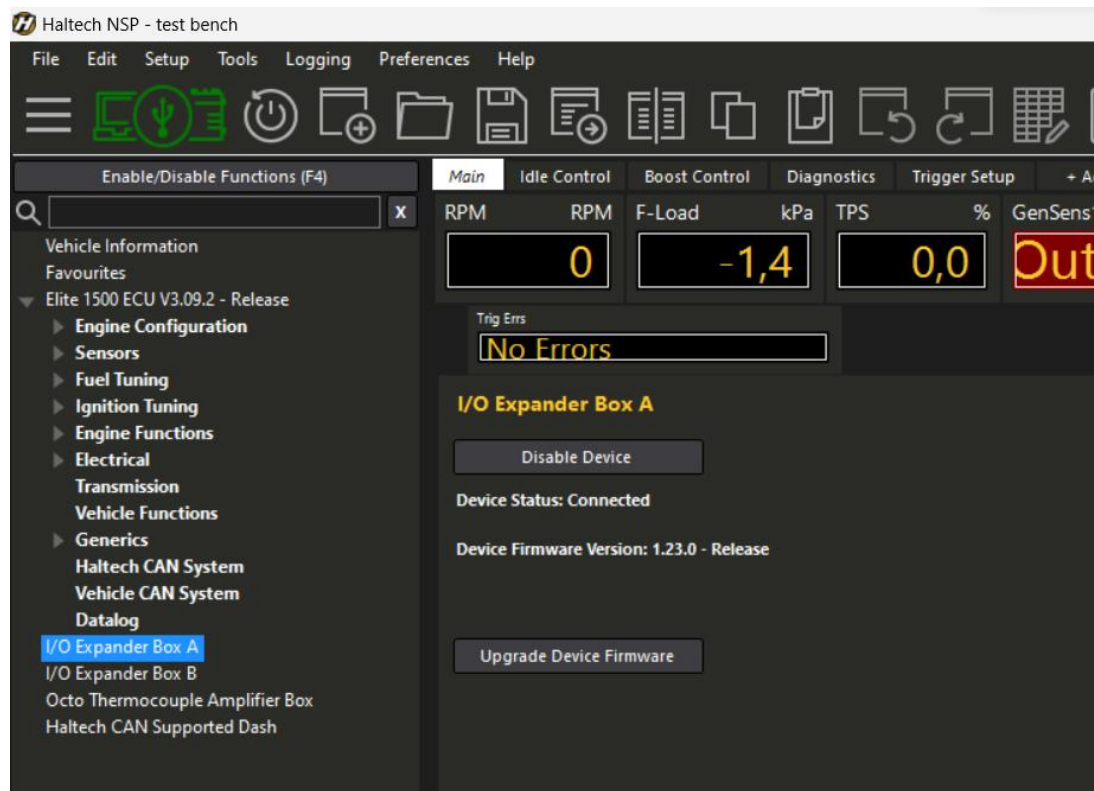 Haltech NSP - test bench
File Edit Setup Tools Logging Preferences Help
Enable/Disable Functions (F4)
Main Idle Control Boost Control Diagnostics Trigger Setup +
X
RPM RPM F-Load kPa TPS %
0 -1,4 0,0 Out
Vehicle Information
Favourites
Elite 1500 ECU V3.09.2 - Release
Engine Configuration
Sensors
Fuel Tuning
Ignition Tuning
Engine Functions
Electrical
Transmission
Vehicle Functions
Generics
Haltech CAN System
Vehicle CAN System
Datalog
I/O Expander Box A
I/O Expander Box B
Octo Thermocouple Amplifier Box
Haltech CAN Supported Dash
Trig Errs
No Errors
I/O Expander Box A
Disable Device
Device Status: Connected
Device Firmware Version: 1.23.0 - Release
Upgrade Device Firmware